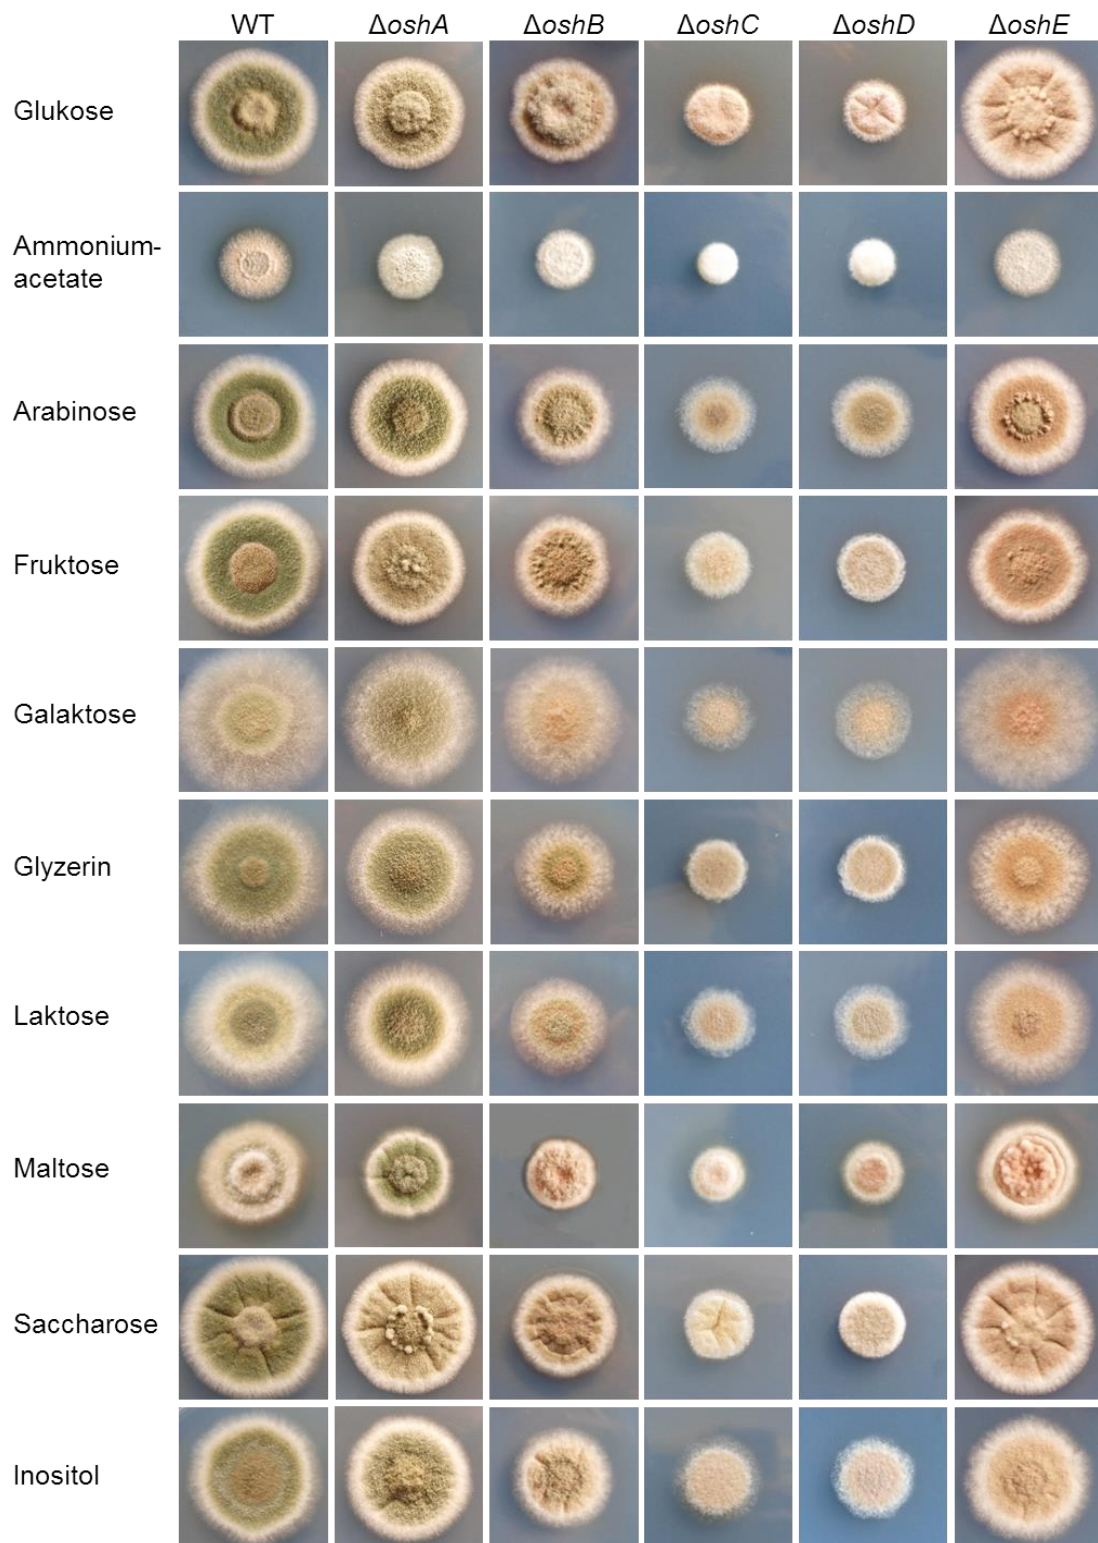 WT ΔoshA ΔoshB ΔoshC ΔoshD ΔoshE
Glukose
Ammonium-
acetate
Arabinose
Fruktose
Galaktose
Glyzerin
Laktose
Maltose
Saccharose
Inositol